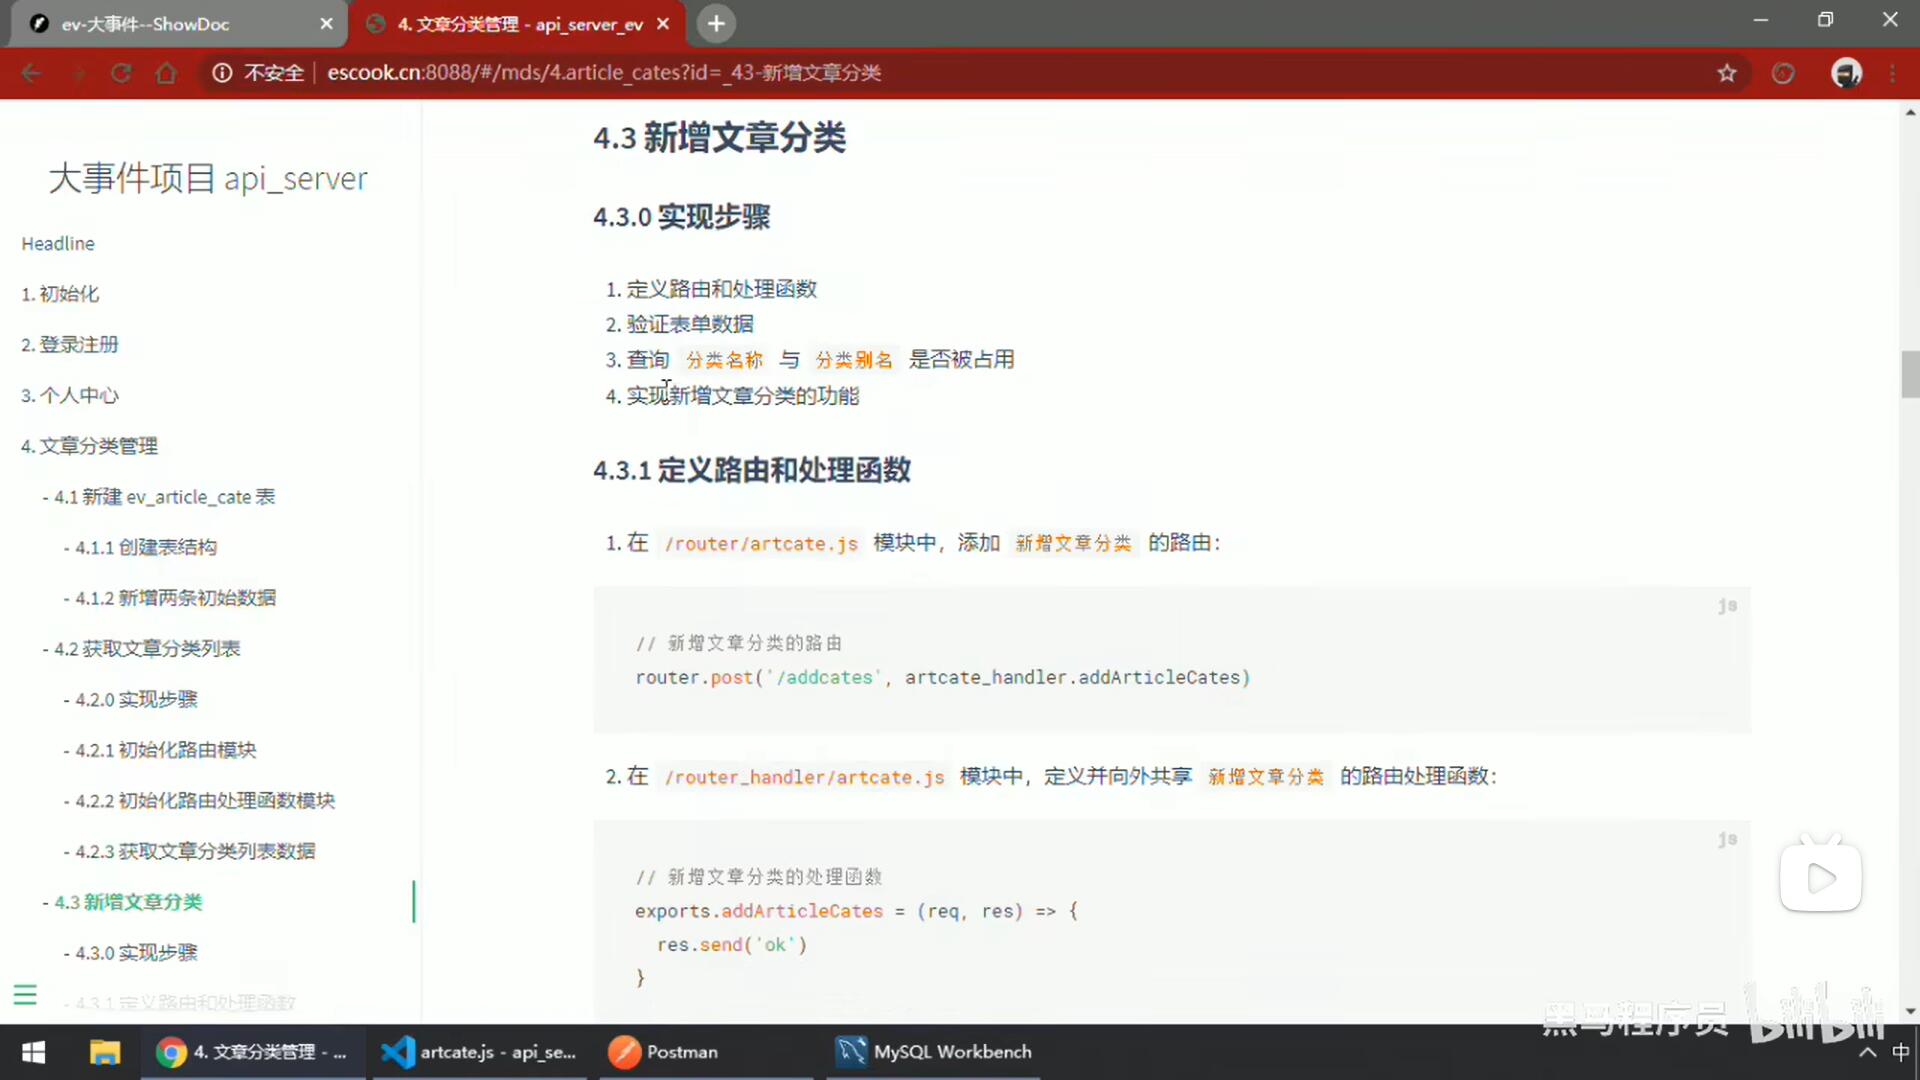 ev-大事件--ShowDoc
4. 文章分类管理 - api_server_ev
不安全
escook.cn:8088/#/mds/4.article_cates?id=_43-新增文章分类
大事件项目 api_server
Headline
1. 初始化
2. 登录注册
3. 个人中心
4. 文章分类管理
- 4.1 新建 ev_article_cate 表
- 4.1.1 创建表结构
- 4.1.2 新增两条初始数据
- 4.2 获取文章分类列表
- 4.2.0 实现步骤
- 4.2.1 初始化路由模块
- 4.2.2 初始化路由处理函数模块
- 4.2.3 获取文章分类列表数据
- 4.3 新增文章分类
- 4.3.0 实现步骤
- 4.3.1 定义路由和处理函数
4.3 新增文章分类
4.3.0 实现步骤
1. 定义路由和处理函数
2. 验证表单数据
3. 查询 分类名称 与 分类别名 是否被占用
4. 实现新增文章分类的功能
4.3.1 定义路由和处理函数
1. 在 /router/artcate.js 模块中，添加 新增文章分类 的路由：
js
// 新增文章分类的路由
router.post('/addcates', artcate_handler.addArticleCates)
2. 在 /router_handler/artcate.js 模块中，定义并向外共享 新增文章分类 的路由处理函数：
js
// 新增文章分类的处理函数
exports.addArticleCates = (req, res) => {
res.send('ok')
}
黑马程序员 bilibili
4. 文章分类管理 - ...
artcate.js - api_se...
Postman
MySQL Workbench
中